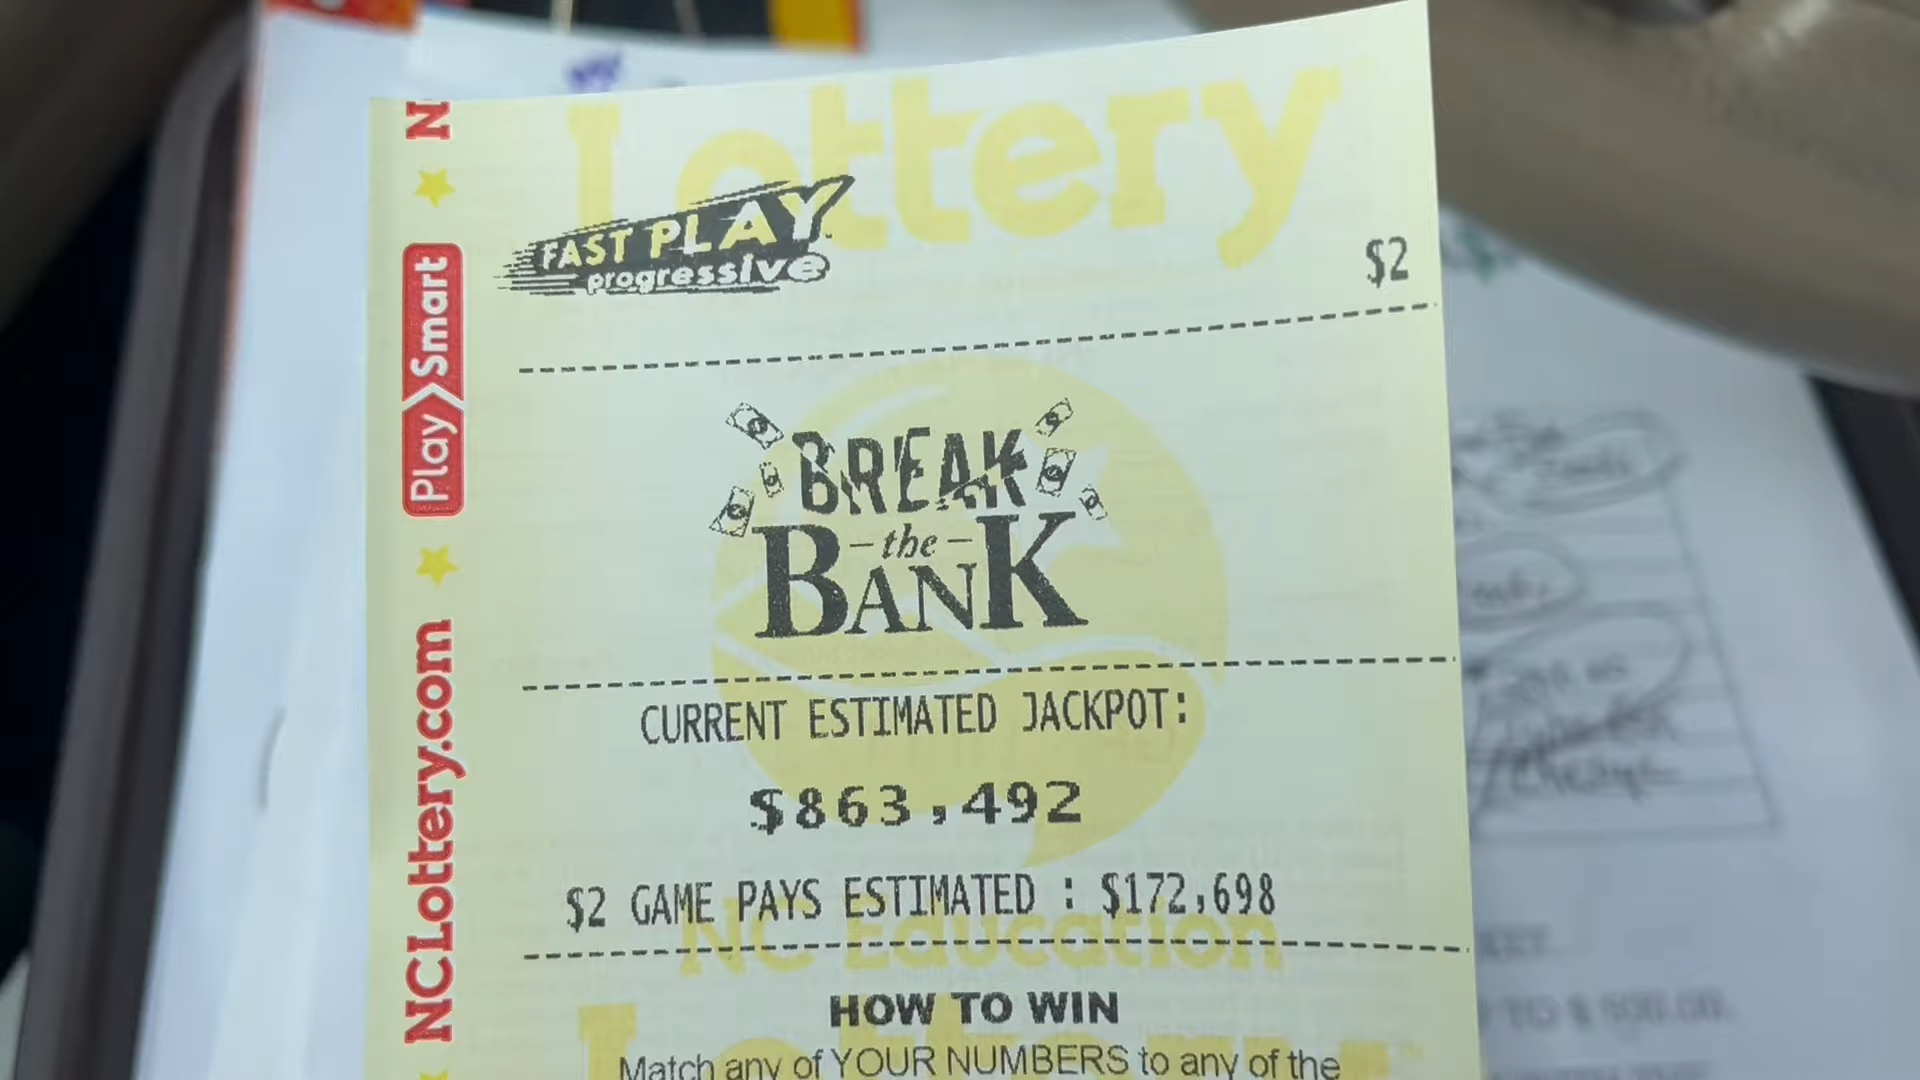 Lottery
FAST PLAY
progressive
$2
BREAK
- the -
BANK
CURRENT ESTIMATED JACKPOT:
$863,492
$2 GAME PAYS ESTIMATED : $172,698
NC Education
HOW TO WIN
Match any of YOUR NUMBERS to any of the
N
Play Smart
NCLottery.com